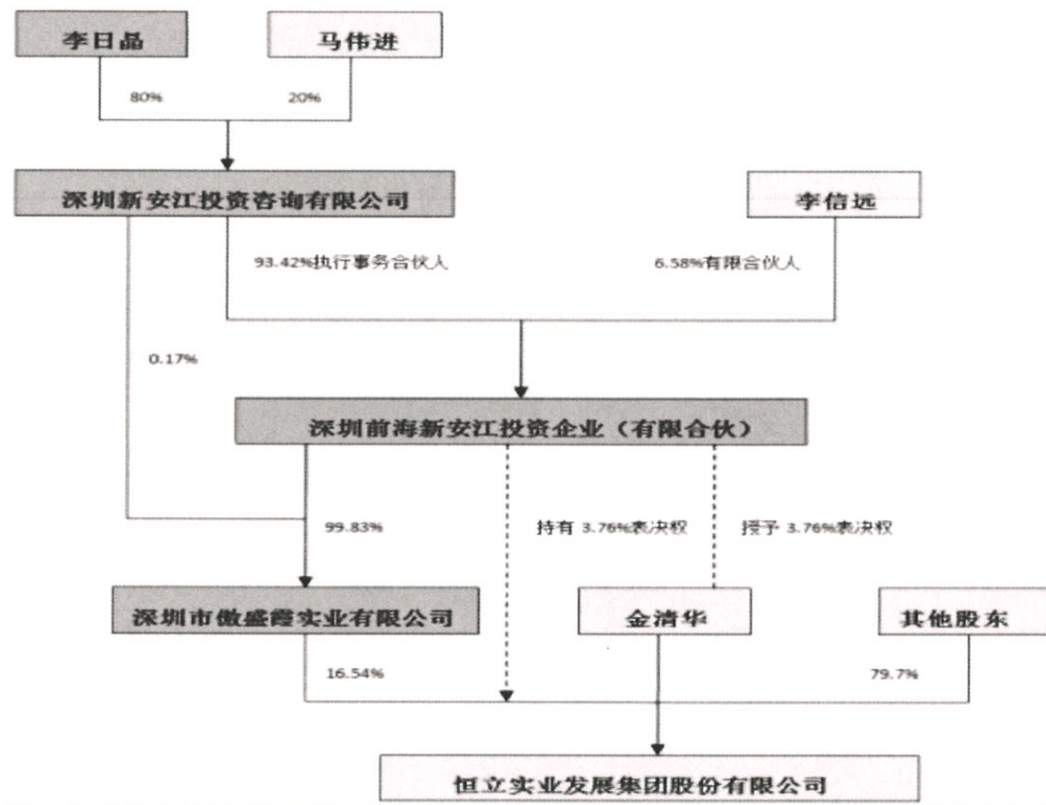 李日晶
马伟进
80%
20%
深圳新安江投资咨询有限公司
李信远
93.42%执行事务合伙人
6.58%有限合伙人
0.17%
深圳前海新安江投资企业（有限合伙）
99.83%
持有 3.76%表决权
授予 3.76%表决权
深圳市傲盛霞实业有限公司
金清华
其他股东
16.54%
79.7%
恒立实业发展集团股份有限公司